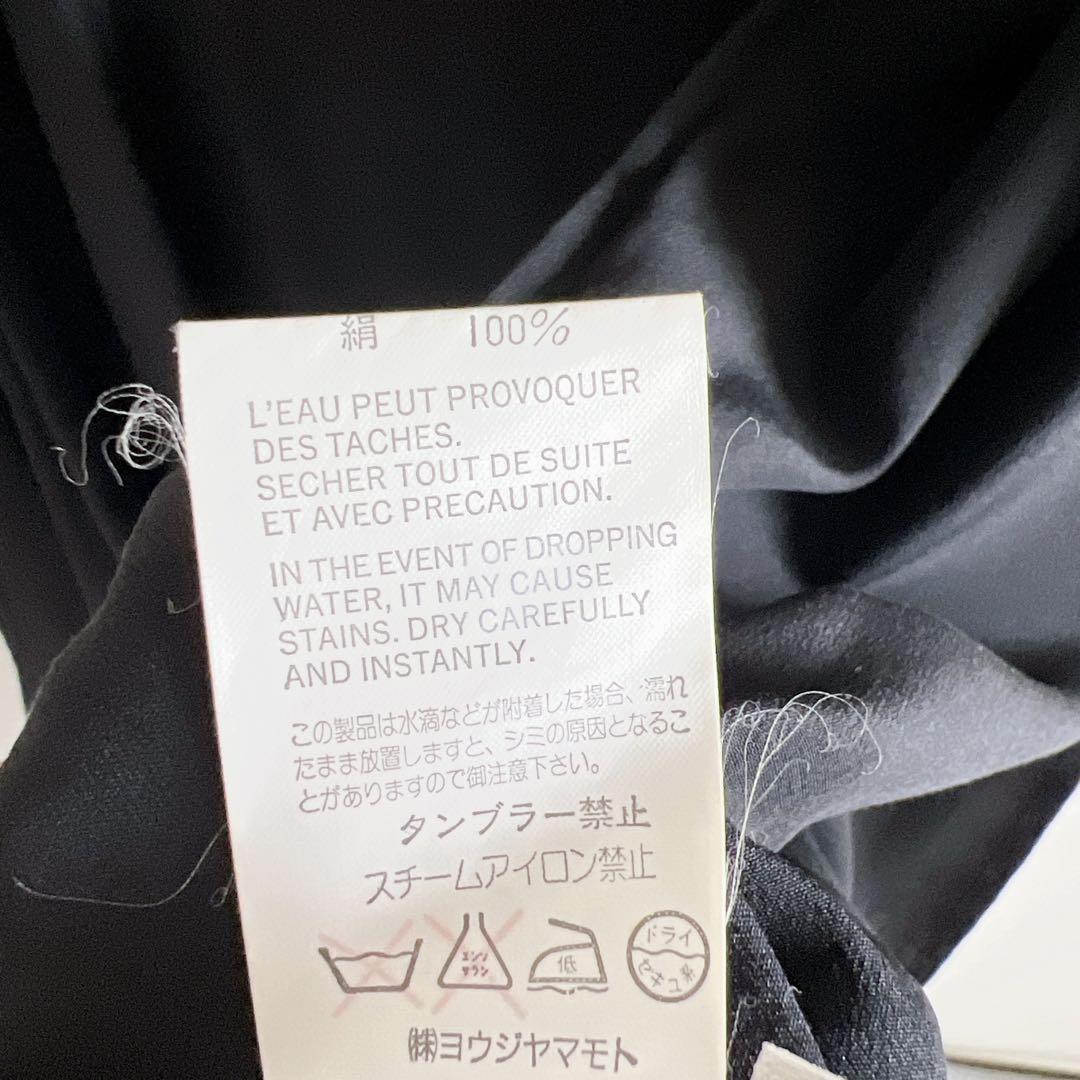 絹 100%
L'EAU PEUT PROVOQUER
DES TACHES.
SECHER TOUT DE SUITE
ET AVEC PRECAUTION.
IN THE EVENT OF DROPPING
WATER, IT MAY CAUSE
STAINS. DRY CAREFULLY
AND INSTANTLY.
この製品は水滴などが附着した場合、濡れ
たまま放置しますと、シミの原因となるこ
とがありますので御注意下さい。
タンブラー禁止
スチームアイロン禁止
エンソ
サラシ
低
ドライ
セキユ系
㈱ヨウジヤマモト